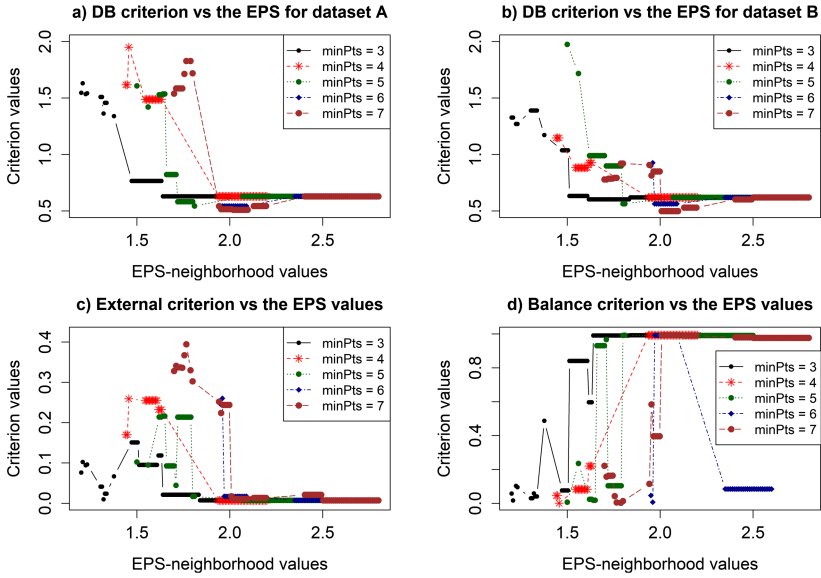 a) DB criterion vs the EPS for dataset A
Criterion values
2.0
1.5
1.0
0.5
minPts = 3
minPts = 4
minPts = 5
minPts = 6
minPts = 7
1.5 2.0 2.5
EPS-neighborhood values
b) DB criterion vs the EPS for dataset B
Criterion values
2.0
1.5
1.0
0.5
minPts = 3
minPts = 4
minPts = 5
minPts = 6
minPts = 7
1.5 2.0 2.5
EPS-neighborhood values
c) External criterion vs the EPS values
Criterion values
0.4
0.3
0.2
0.1
0.0
minPts = 3
minPts = 4
minPts = 5
minPts = 6
minPts = 7
1.5 2.0 2.5
EPS-neighborhood values
d) Balance criterion vs the EPS values
Criterion values
0.8
0.4
0.0
minPts = 3
minPts = 4
minPts = 5
minPts = 6
minPts = 7
1.5 2.0 2.5
EPS-neighborhood values